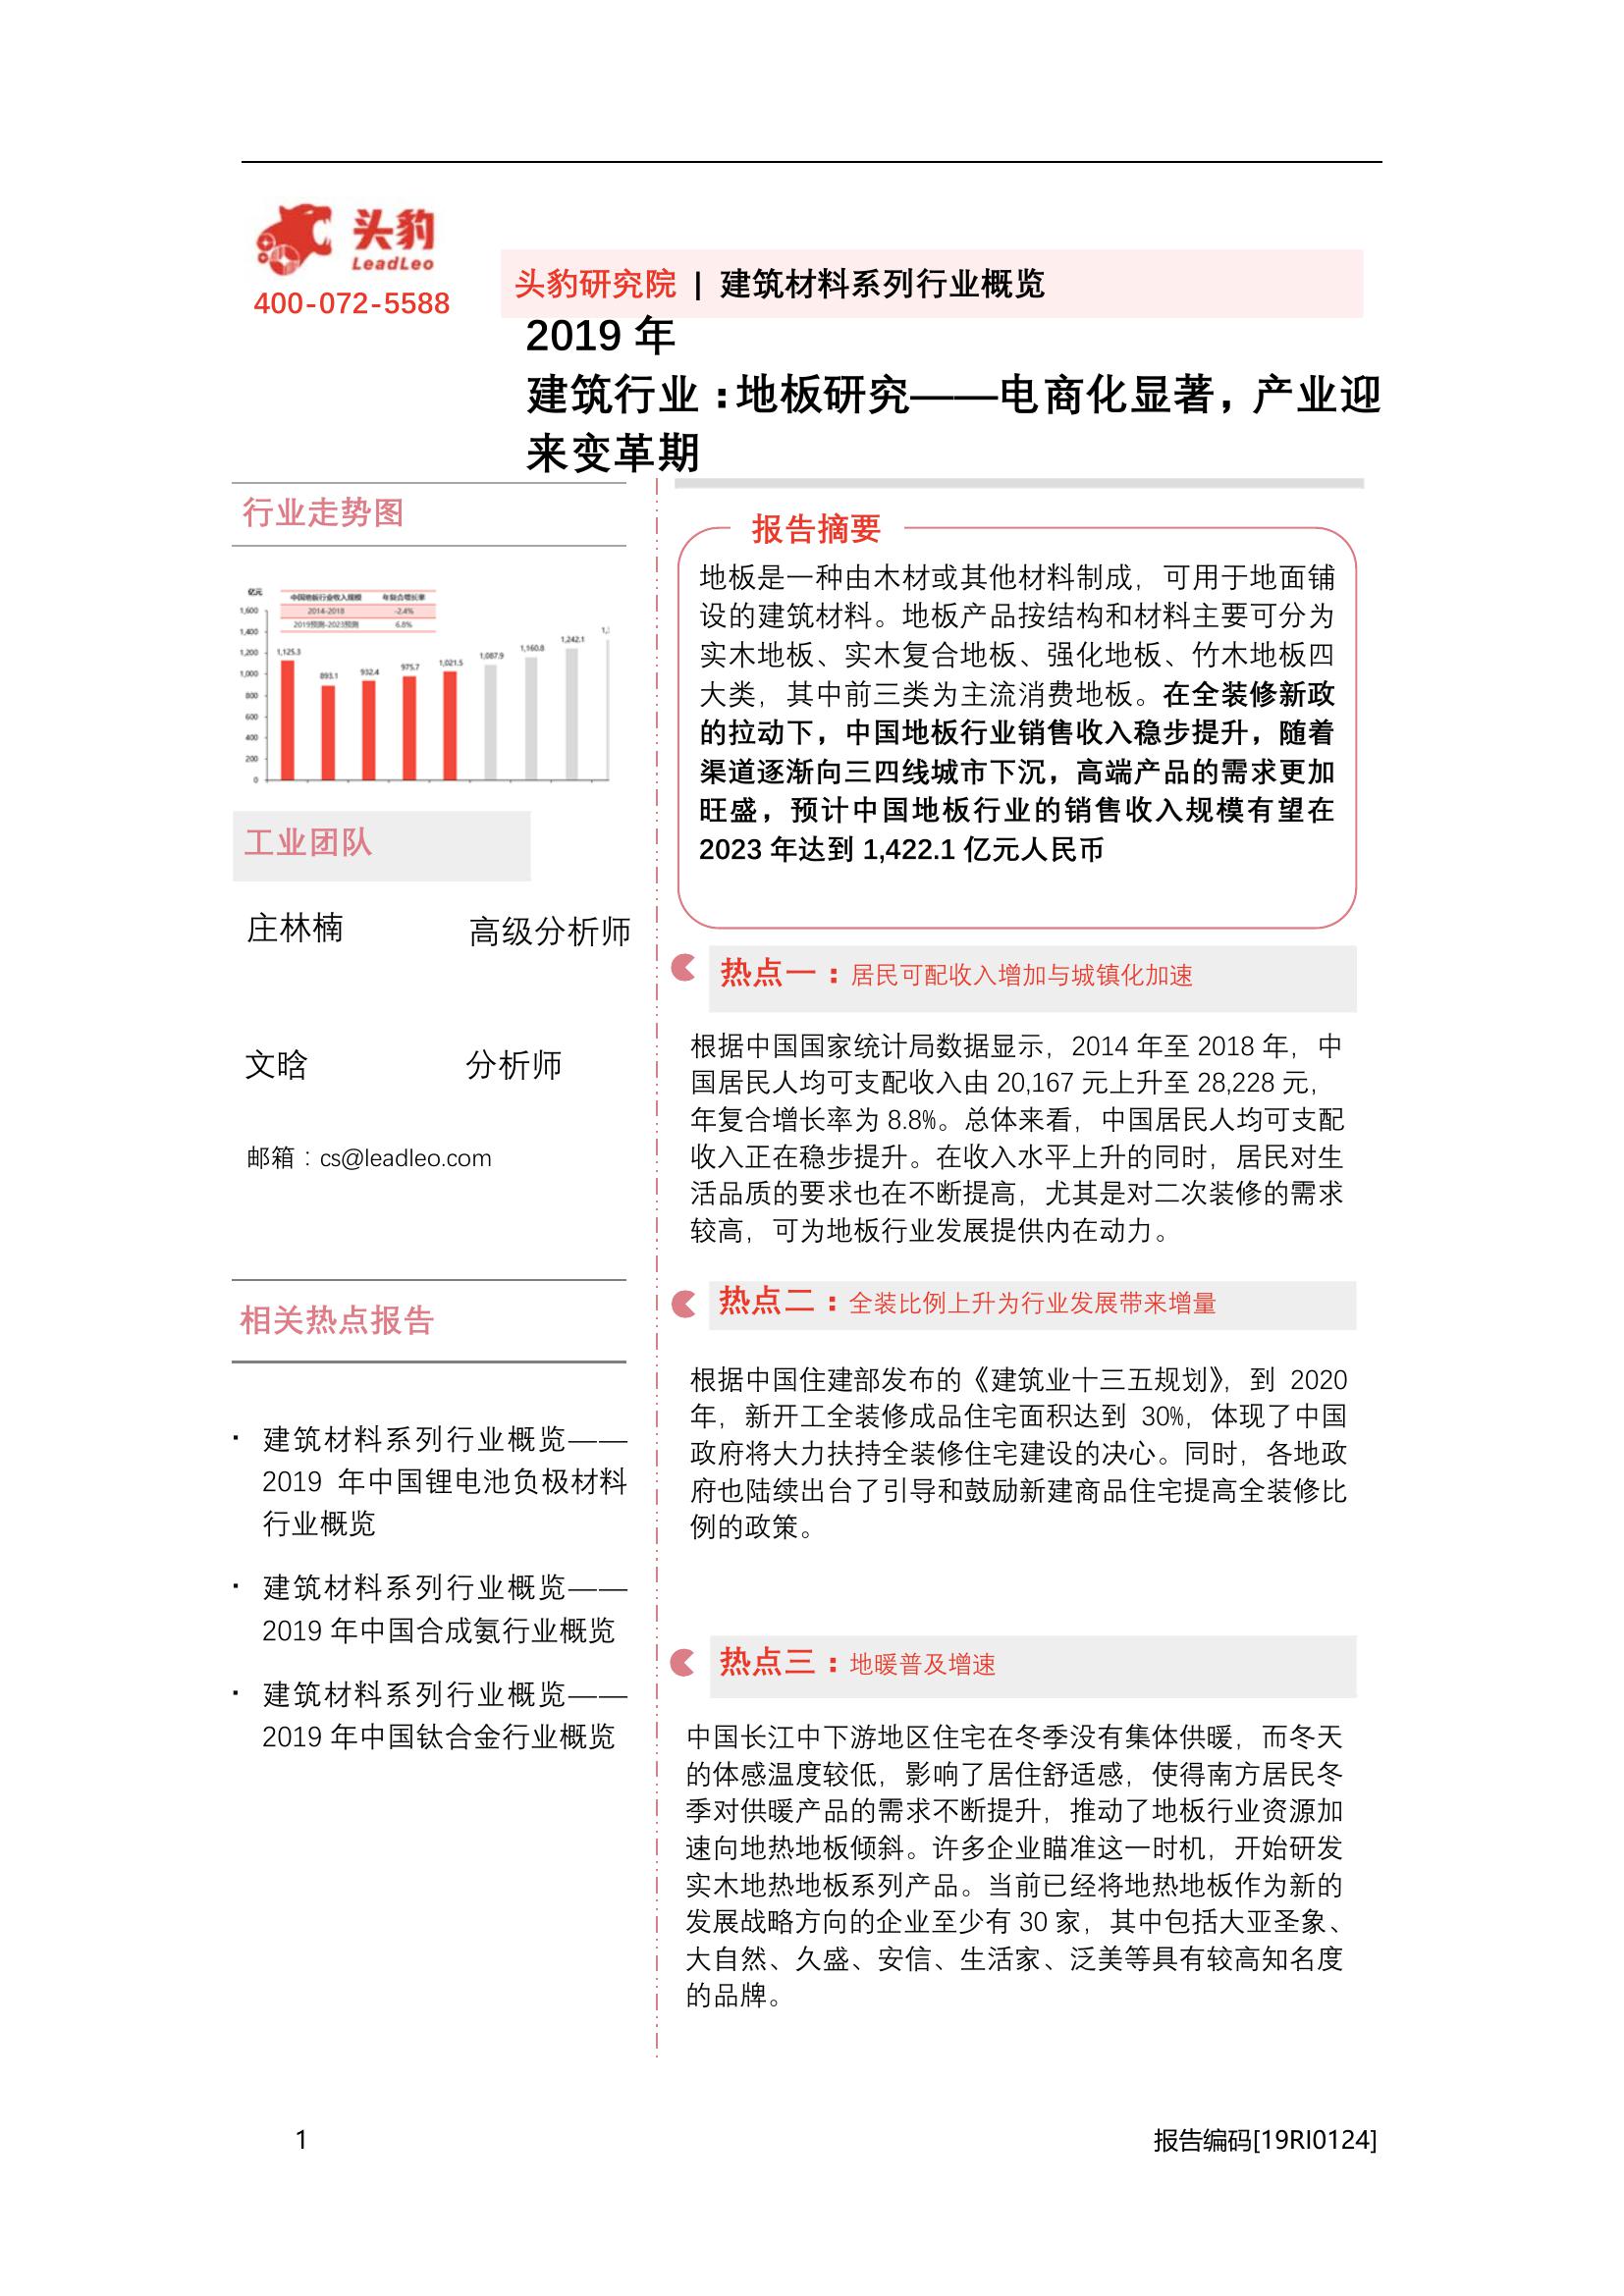 头豹
LeadLeo
400-072-5588
头豹研究院 | 建筑材料系列行业概览
2019 年
建筑行业：地板研究——电商化显著，产业迎
来变革期
行业走势图
亿元
中国地板行业收入规模 年复合增长率
2014-2018 -2.4%
2019预测-2023预测 6.8%
1,600
1,400
1,200
1,000
800
600
400
200
0
1,125.3
893.1
932.4
975.7
1,021.5
1,087.9
1,160.8
1,242.1
工业团队
庄林楠 高级分析师
文晗 分析师
邮箱：cs@leadleo.com
相关热点报告
· 建筑材料系列行业概览——
2019 年中国锂电池负极材料
行业概览
· 建筑材料系列行业概览——
2019 年中国合成氨行业概览
· 建筑材料系列行业概览——
2019 年中国钛合金行业概览
报告摘要
地板是一种由木材或其他材料制成，可用于地面铺
设的建筑材料。地板产品按结构和材料主要可分为
实木地板、实木复合地板、强化地板、竹木地板四
大类，其中前三类为主流消费地板。在全装修新政
的拉动下，中国地板行业销售收入稳步提升，随着
渠道逐渐向三四线城市下沉，高端产品的需求更加
旺盛，预计中国地板行业的销售收入规模有望在
2023 年达到 1,422.1 亿元人民币
热点一：居民可配收入增加与城镇化加速
根据中国国家统计局数据显示，2014 年至 2018 年，中
国居民人均可支配收入由 20,167 元上升至 28,228 元，
年复合增长率为 8.8%。总体来看，中国居民人均可支配
收入正在稳步提升。在收入水平上升的同时，居民对生
活品质的要求也在不断提高，尤其是对二次装修的需求
较高，可为地板行业发展提供内在动力。
热点二：全装比例上升为行业发展带来增量
根据中国住建部发布的《建筑业十三五规划》，到 2020
年，新开工全装修成品住宅面积达到 30%，体现了中国
政府将大力扶持全装修住宅建设的决心。同时，各地政
府也陆续出台了引导和鼓励新建商品住宅提高全装修比
例的政策。
热点三：地暖普及增速
中国长江中下游地区住宅在冬季没有集体供暖，而冬天
的体感温度较低，影响了居住舒适感，使得南方居民冬
季对供暖产品的需求不断提升，推动了地板行业资源加
速向地热地板倾斜。许多企业瞄准这一时机，开始研发
实木地热地板系列产品。当前已经将地热地板作为新的
发展战略方向的企业至少有 30 家，其中包括大亚圣象、
大自然、久盛、安信、生活家、泛美等具有较高知名度
的品牌。
1
报告编码[19RI0124]